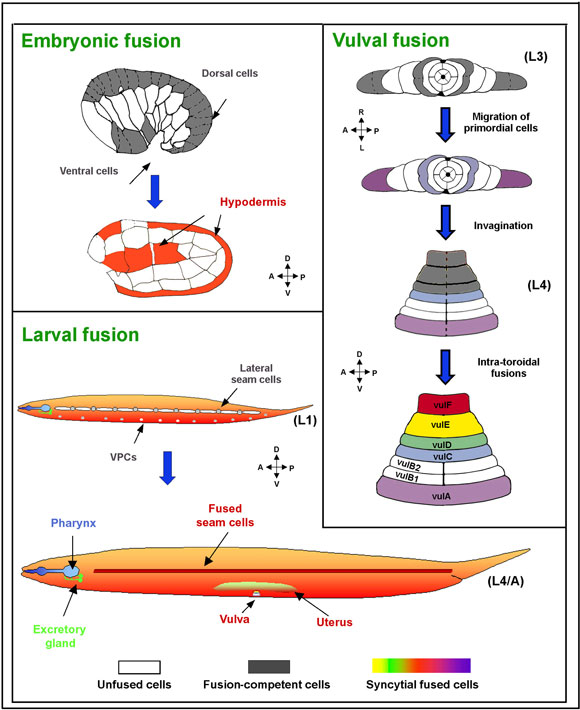 Embryonic fusion
Dorsal cells
Ventral cells
Hypodermis
D
A P
V
Larval fusion
Lateral
seam cells
(L1)
VPCs
D
A P
V
Fused
seam cells
Pharynx
(L4/A)
Excretory
gland
Vulva
Uterus
Vulval fusion
(L3)
R
A P
L
Migration of
primordial cells
Invagination
(L4)
D
A P
V
Intra-toroidal
fusions
vulF
vulE
vulD
vulC
vulB2
vulB1
vulA
Unfused cells
Fusion-competent cells
Syncytial fused cells